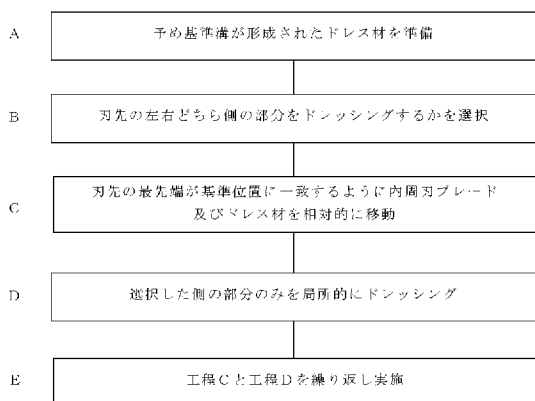 A 予め基準溝が形成されたドレス材を準備
B 刃先の左右どちら側の部分をドレッシングするかを選択
C 刃先の最先端が基準位置に一致するように内周刃ブレード
及びドレス材を相対的に移動
D 選択した側の部分のみを局所的にドレッシング
E 工程Cと工程Dを繰り返し実施